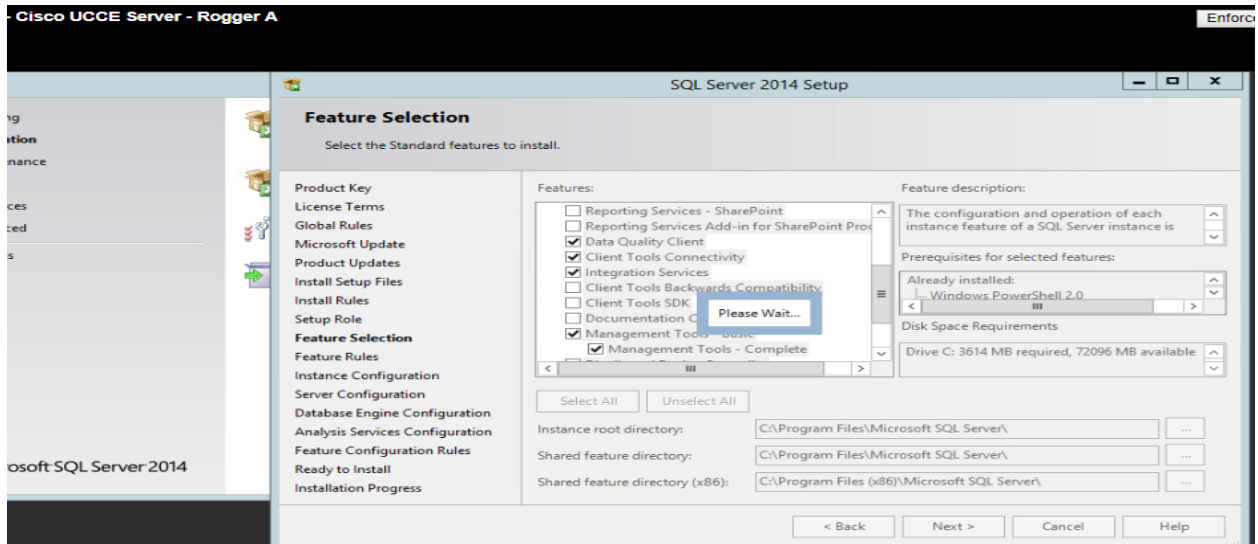 - Cisco UCCE Server - Rogger A
Enforce
SQL Server 2014 Setup
ng
ation
nance
ces
ced
s
osoft SQL Server 2014
Feature Selection
Select the Standard features to install.
Product Key
License Terms
Global Rules
Microsoft Update
Product Updates
Install Setup Files
Install Rules
Setup Role
Feature Selection
Feature Rules
Instance Configuration
Server Configuration
Database Engine Configuration
Analysis Services Configuration
Feature Configuration Rules
Ready to Install
Installation Progress
Features:
Reporting Services - SharePoint
Reporting Services Add-in for SharePoint Prod
Data Quality Client
Client Tools Connectivity
Integration Services
Client Tools Backwards Compatibility
Client Tools SDK
Documentation C
Management Tools - Basic
Management Tools - Complete
Please Wait...
Select All
Unselect All
Feature description:
The configuration and operation of each
instance feature of a SQL Server instance is
Prerequisites for selected features:
Already installed:
Windows PowerShell 2.0
Disk Space Requirements
Drive C: 3614 MB required, 72096 MB available
Instance root directory:
C:\Program Files\Microsoft SQL Server\
...
Shared feature directory:
C:\Program Files\Microsoft SQL Server\
...
Shared feature directory (x86):
C:\Program Files (x86)\Microsoft SQL Server\
...
< Back
Next >
Cancel
Help